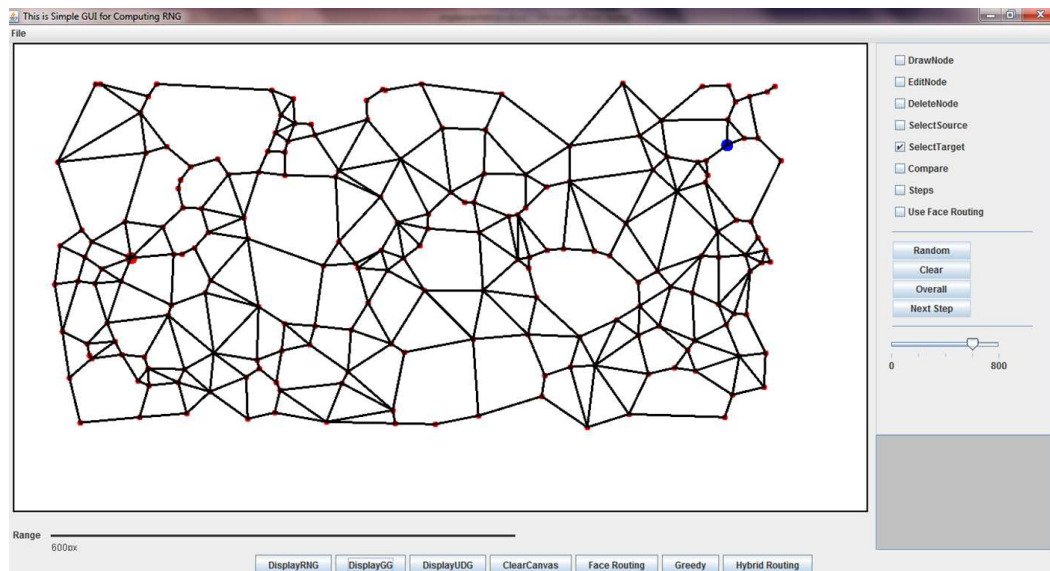 This is Simple GUI for Computing RNG
File
DrawNode
EditNode
DeleteNode
SelectSource
SelectTarget
Compare
Steps
Use Face Routing
Random
Clear
Overall
Next Step
0 800
Range
600px
DisplayRNG DisplayGG DisplayUDG ClearCanvas Face Routing Greedy Hybrid Routing